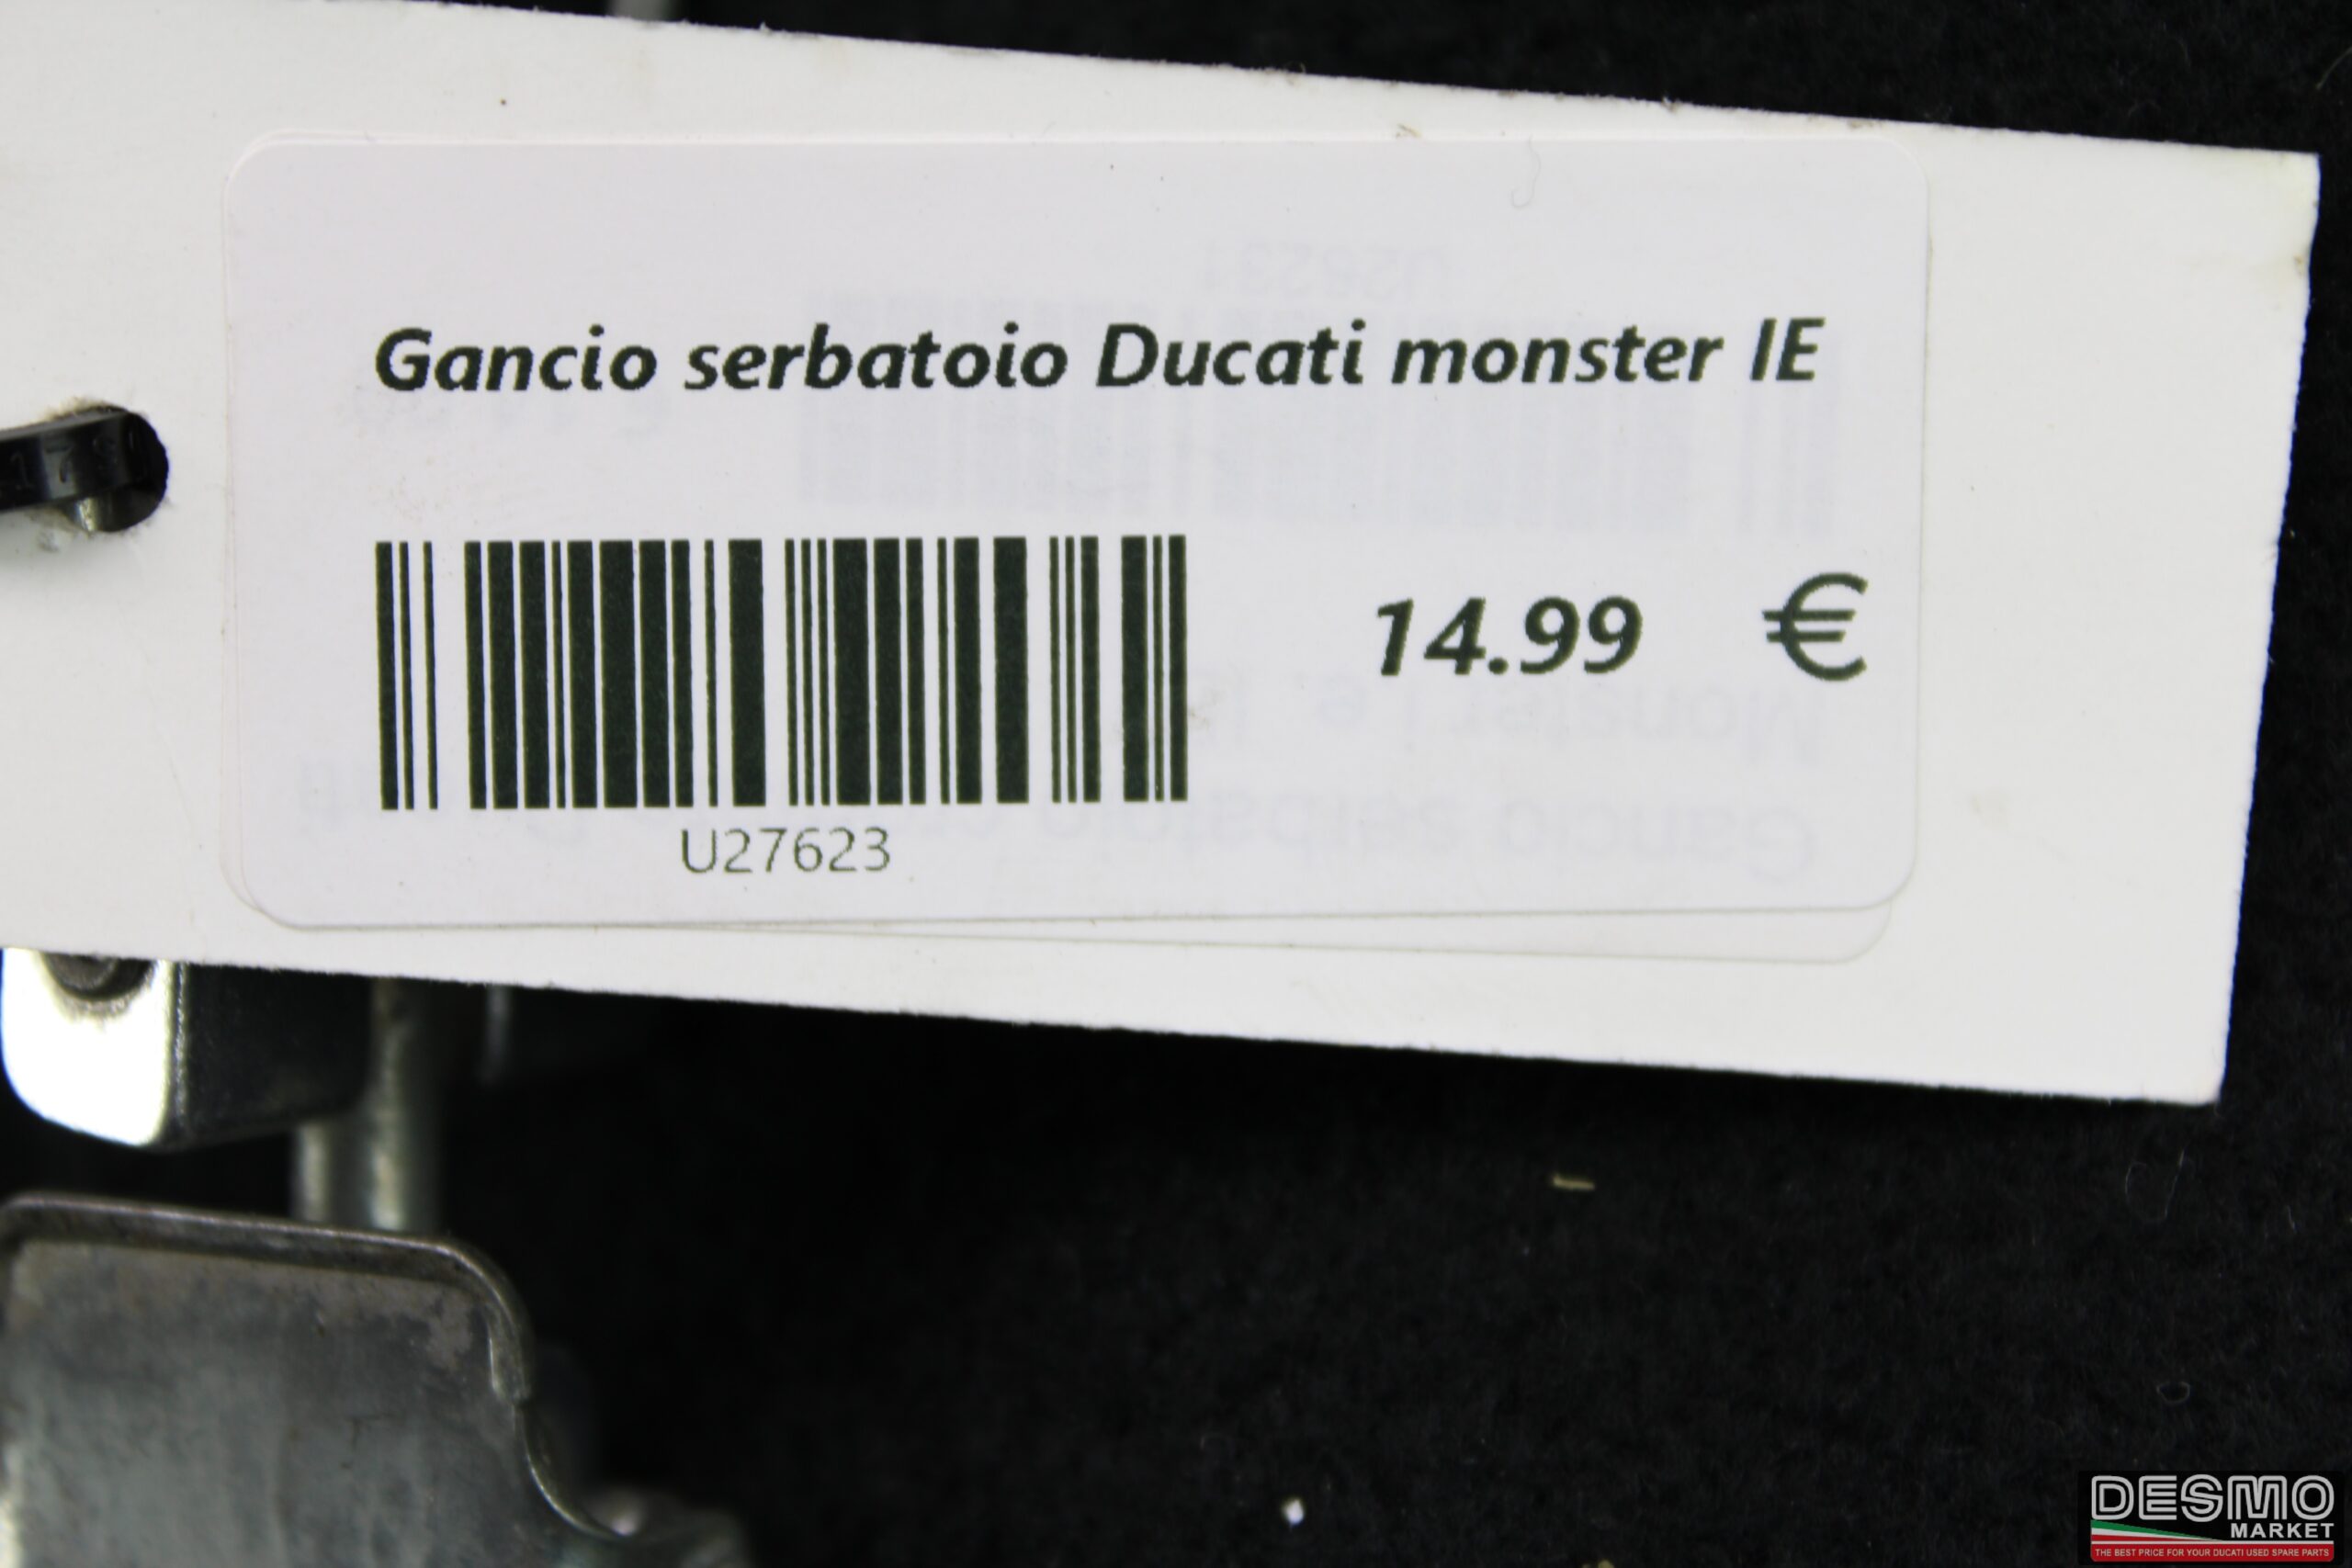 Gancio serbatoio Ducati monster IE
14.99 €
U27623
DESMO
MARKET
THE BEST PRICE FOR YOUR DUCATI USED SPARE PARTS